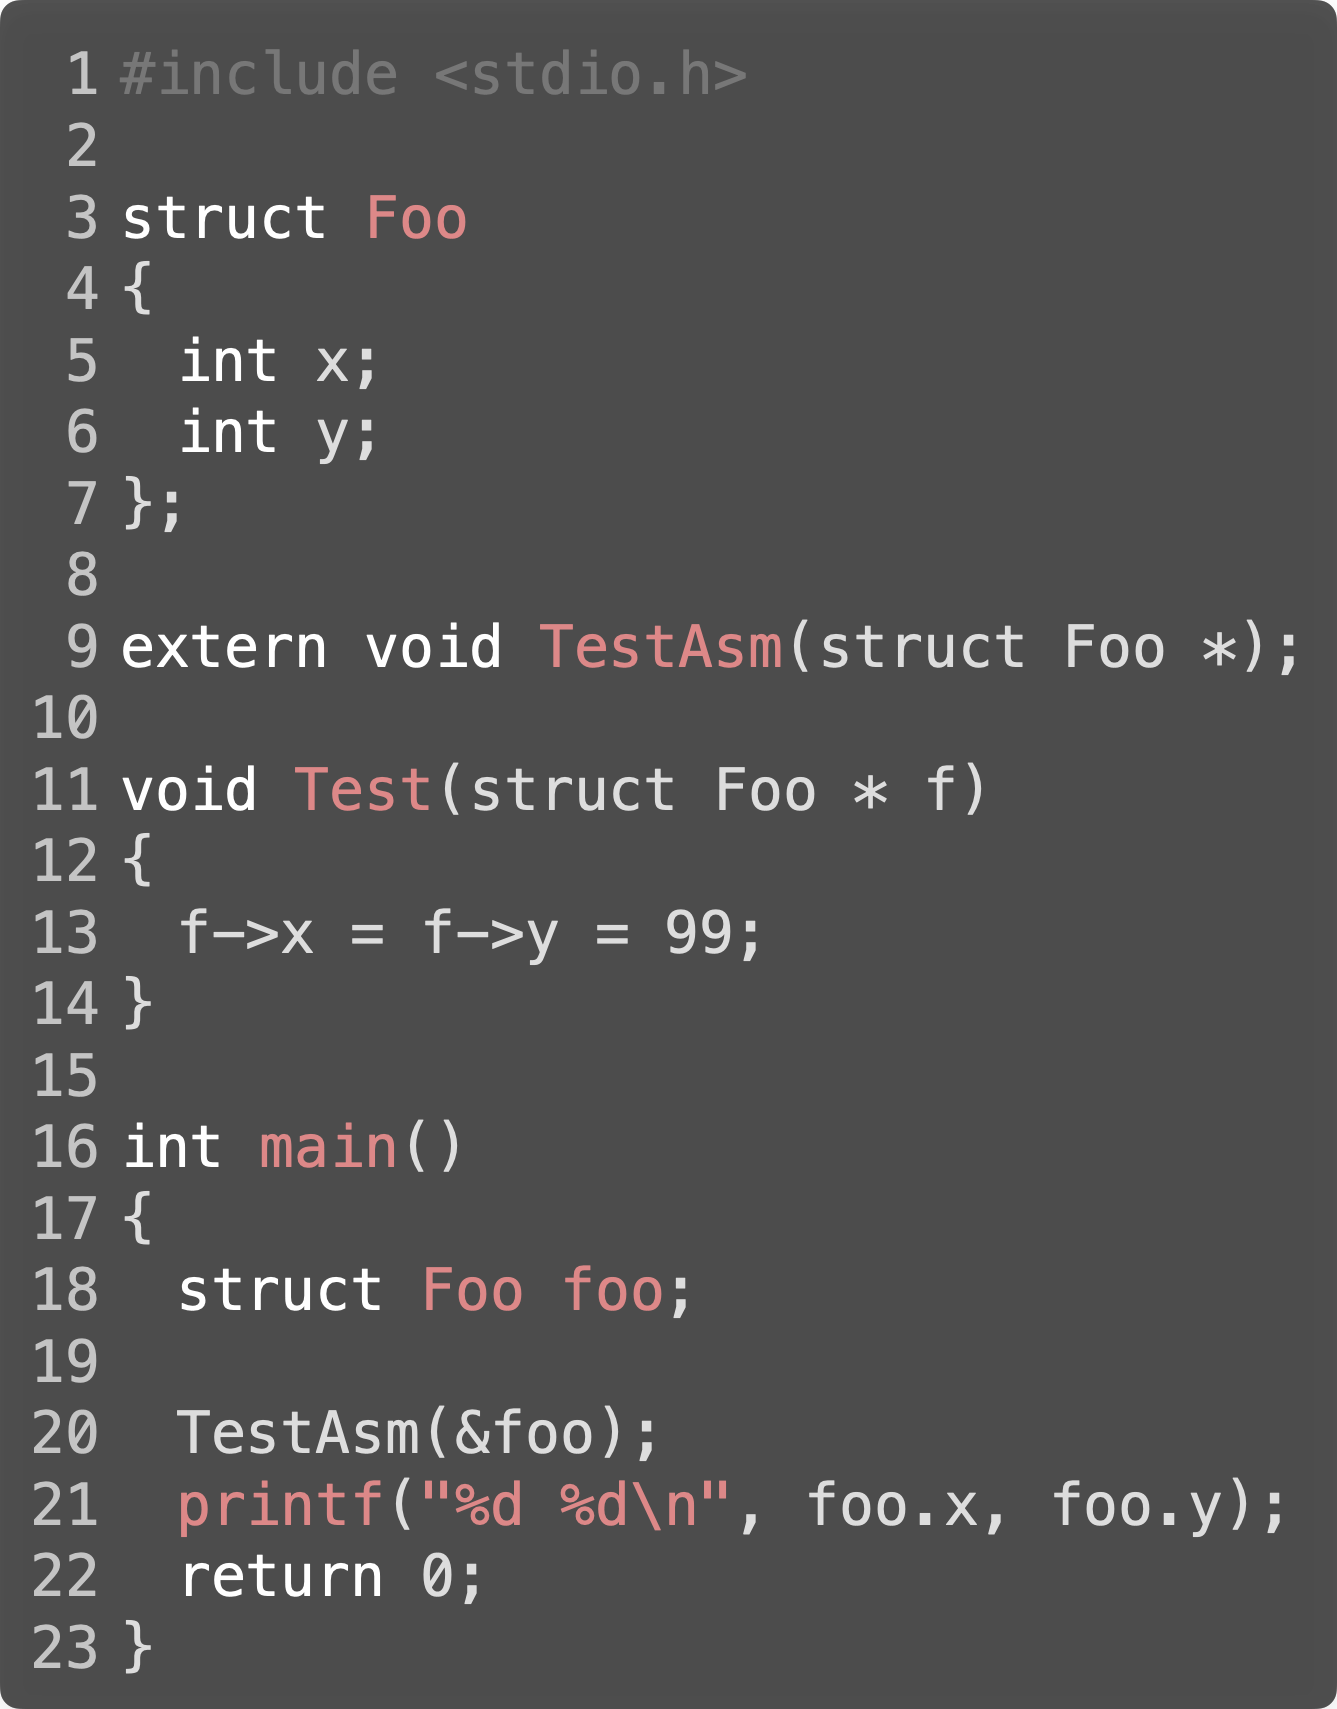 1 #include <stdio.h>
2
3 struct Foo
4 {
5   int x;
6   int y;
7 };
8
9 extern void TestAsm(struct Foo *);
10
11 void Test(struct Foo * f)
12 {
13   f->x = f->y = 99;
14 }
15
16 int main()
17 {
18   struct Foo foo;
19
20   TestAsm(&foo);
21   printf("%d %d\n", foo.x, foo.y);
22   return 0;
23 }